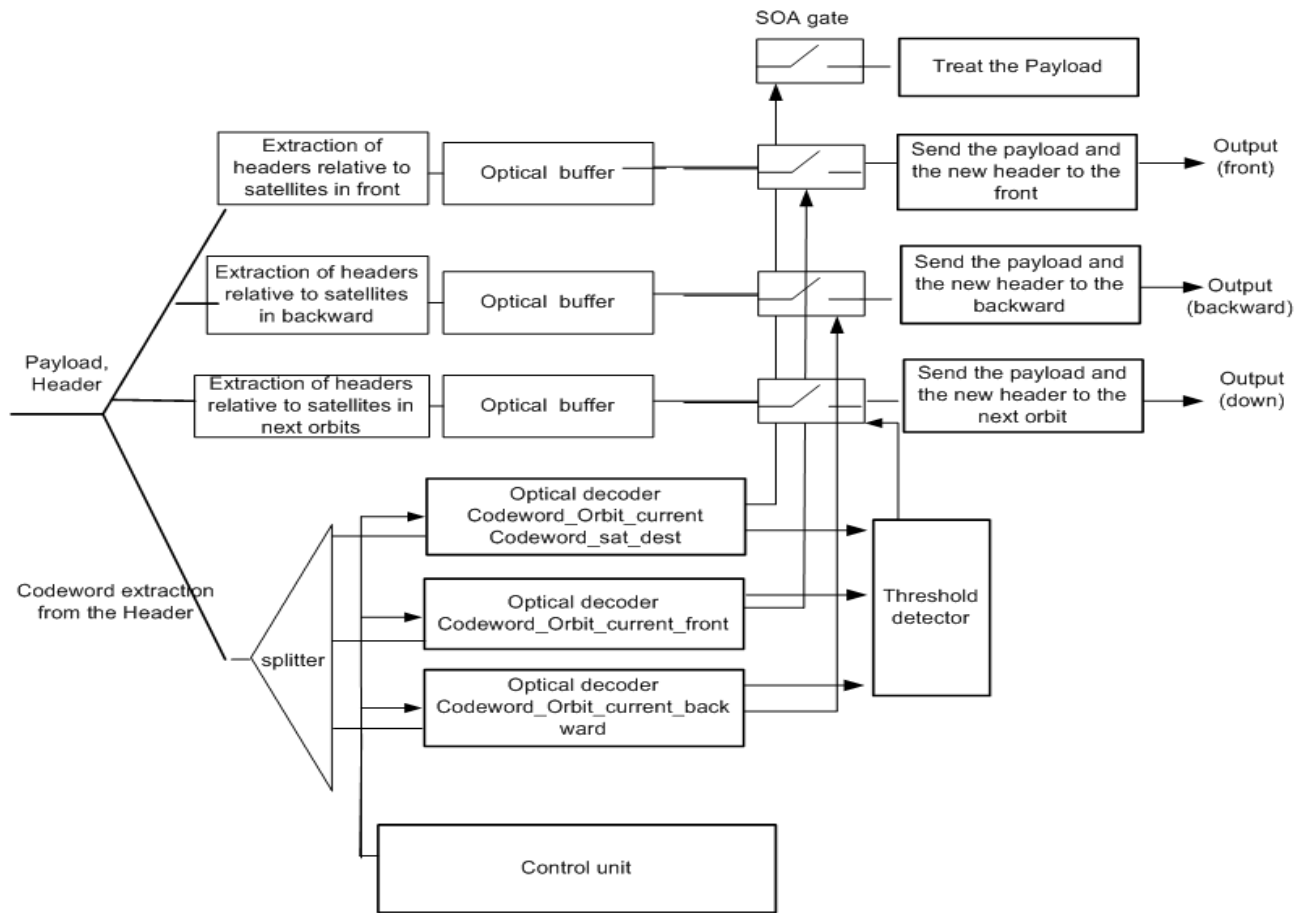 SOA gate
Treat the Payload
Extraction of
headers relative to
satellites in front
Optical buffer
Send the payload and
the new header to the
front
Output
(front)
Extraction of headers
relative to satellites
in backward
Optical buffer
Send the payload and
the new header to the
backward
Output
(backward)
Payload,
Header
Extraction of headers
relative to satellites in
next orbits
Optical buffer
Send the payload and
the new header to the
next orbit
Output
(down)
Optical decoder
Codeword_Orbit_current
Codeword_sat_dest
Codeword extraction
from the Header
splitter
Optical decoder
Codeword_Orbit_current_front
Threshold
detector
Optical decoder
Codeword_Orbit_current_back
ward
Control unit